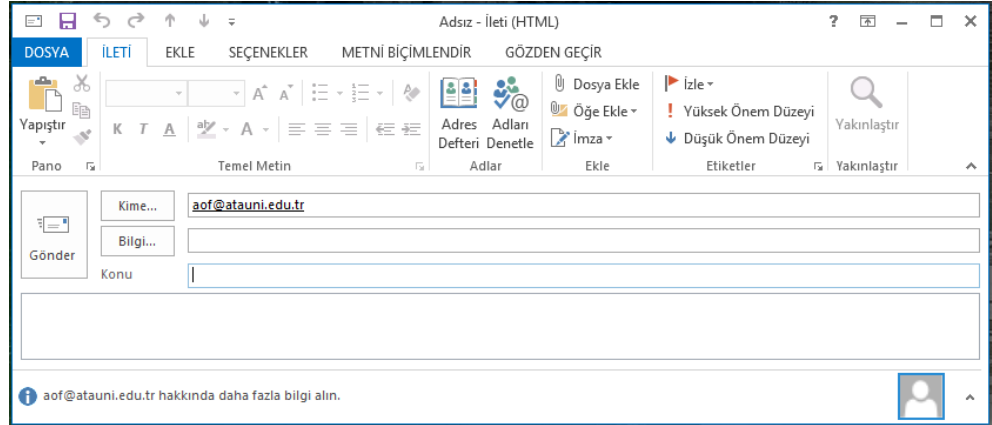 Adsız - İleti (HTML)
?
DOSYA İLETİ EKLE SEÇENEKLER METNİ BİÇİMLENDİR GÖZDEN GEÇİR
Yapıştır
K T A A A A ab A
Adres Defteri
Adları Denetle
Dosya Ekle
Öğe Ekle
İmza
İzle
! Yüksek Önem Düzeyi
Düşük Önem Düzeyi
Yakınlaştır
Pano Temel Metin Adlar Ekle Etiketler Yakınlaştır
Gönder
Kime... aof@atauni.edu.tr
Bilgi...
Konu
aof@atauni.edu.tr hakkında daha fazla bilgi alın.